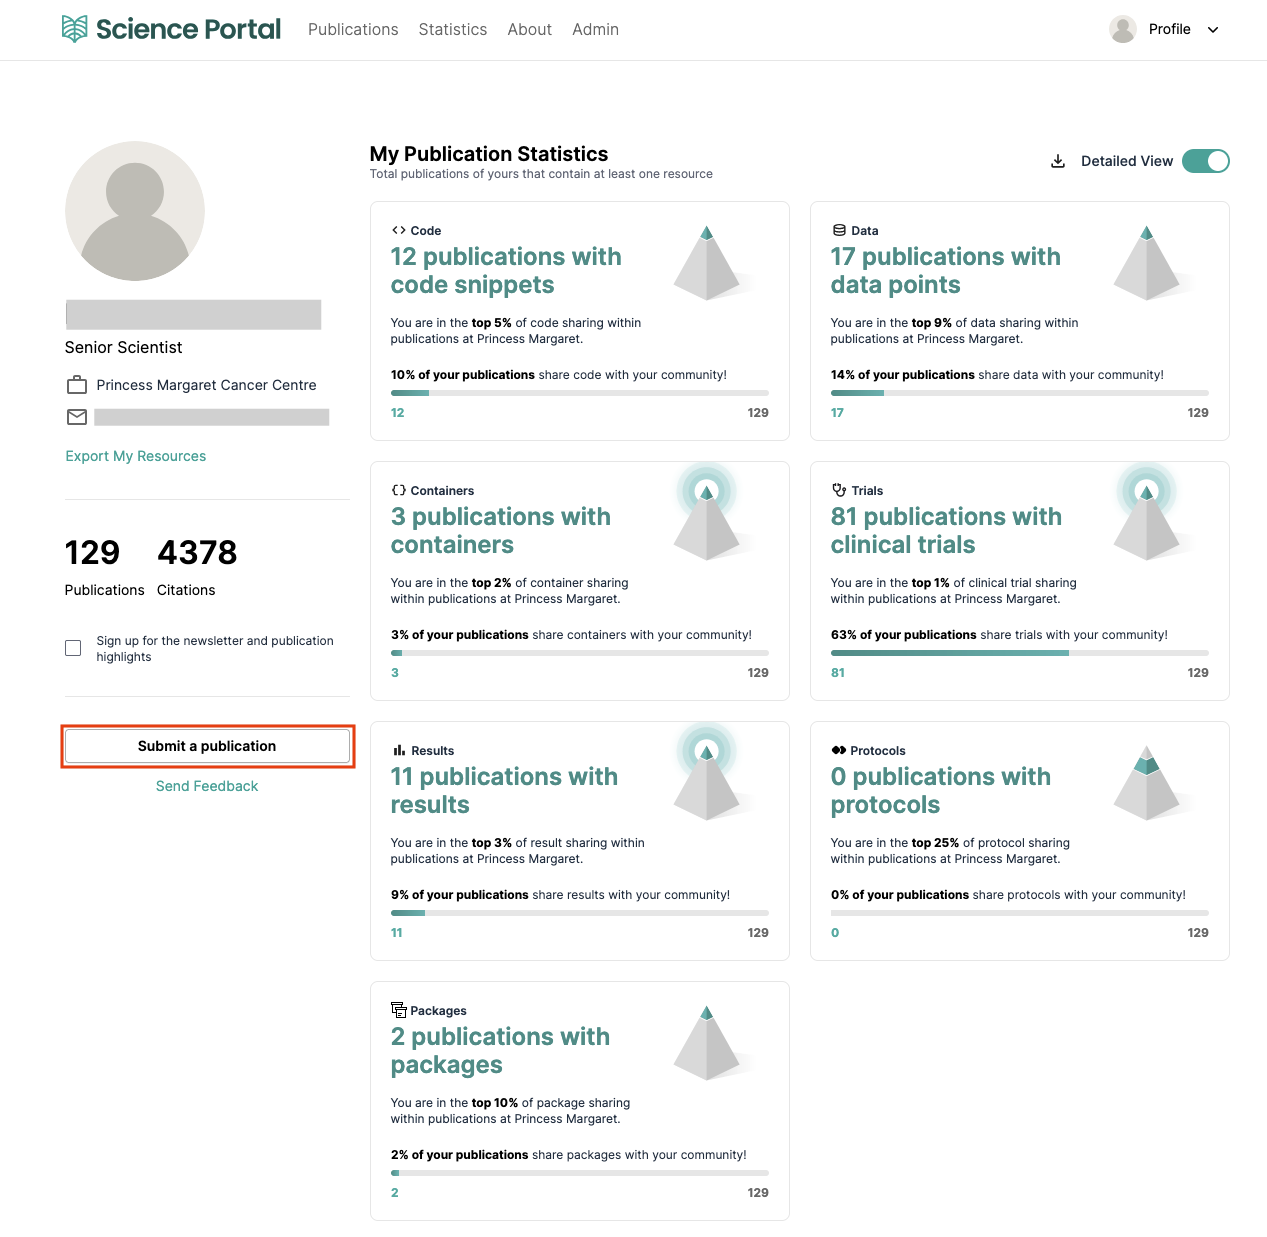 Science Portal
Publications
Statistics
About
Admin
Profile
Senior Scientist
Princess Margaret Cancer Centre
Export My Resources
129
4378
Publications
Citations
Sign up for the newsletter and publication
highlights
Submit a publication
Send Feedback
My Publication Statistics
Total publications of yours that contain at least one resource
Detailed View
Code
12 publications with
code snippets
You are in the top 5% of code sharing within
publications at Princess Margaret.
10% of your publications share code with your community!
12
129
Data
17 publications with
data points
You are in the top 9% of data sharing within
publications at Princess Margaret.
14% of your publications share data with your community!
17
129
Containers
3 publications with
containers
You are in the top 2% of container sharing
within publications at Princess Margaret.
3% of your publications share containers with your community!
3
129
Trials
81 publications with
clinical trials
You are in the top 1% of clinical trial sharing
within publications at Princess Margaret.
63% of your publications share trials with your community!
81
129
Results
11 publications with
results
You are in the top 3% of result sharing within
publications at Princess Margaret.
9% of your publications share results with your community!
11
129
Protocols
0 publications with
protocols
You are in the top 25% of protocol sharing
within publications at Princess Margaret.
0% of your publications share protocols with your community!
0
129
Packages
2 publications with
packages
You are in the top 10% of package sharing
within publications at Princess Margaret.
2% of your publications share packages with your community!
2
129